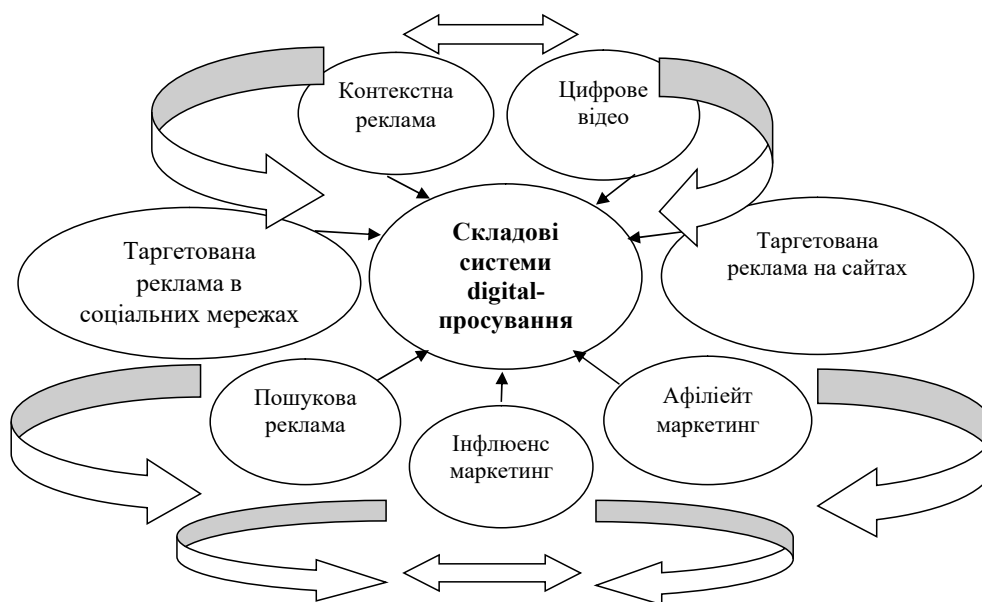 Контекстна
реклама
Цифрове
відео
Таргетована
реклама в
соціальних мережах
Складові
системи
digital-
просування
Таргетована
реклама на сайтах
Пошукова
реклама
Інфлюенс
маркетинг
Афілієйт
маркетинг